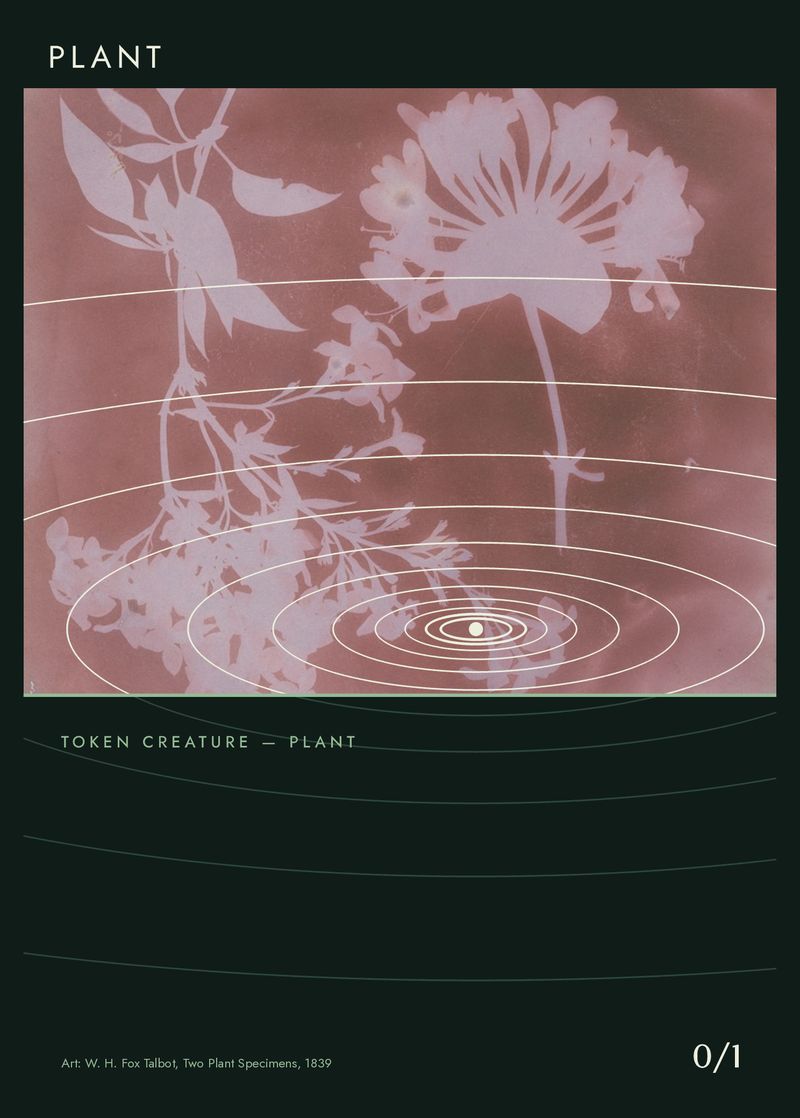 PLANT
TOKEN CREATURE — PLANT
Art: W. H. Fox Talbot, Two Plant Specimens, 1839
0/1